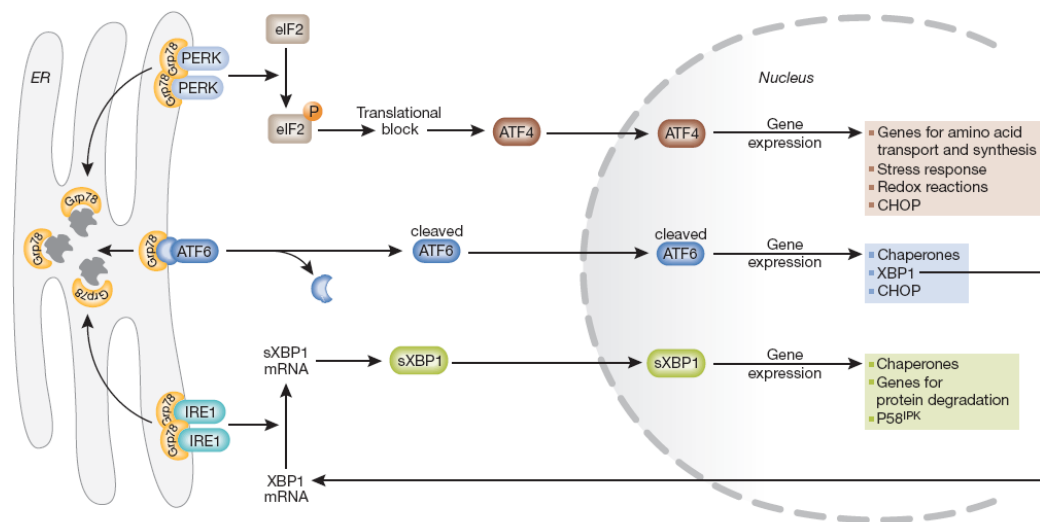 ER
Grp78
PERK
Grp78
PERK
eIF2
P
eIF2
Translational
block
ATF4
Nucleus
ATF4
Gene
expression
Genes for amino acid
transport and synthesis
Stress response
Redox reactions
CHOP
Grp78
Grp78
Grp78
Grp78
ATF6
cleaved
ATF6
cleaved
ATF6
Gene
expression
Chaperones
XBP1
CHOP
sXBP1
mRNA
sXBP1
sXBP1
Gene
expression
Chaperones
Genes for
protein degradation
P58IPK
Grp78
IRE1
Grp78
IRE1
XBP1
mRNA